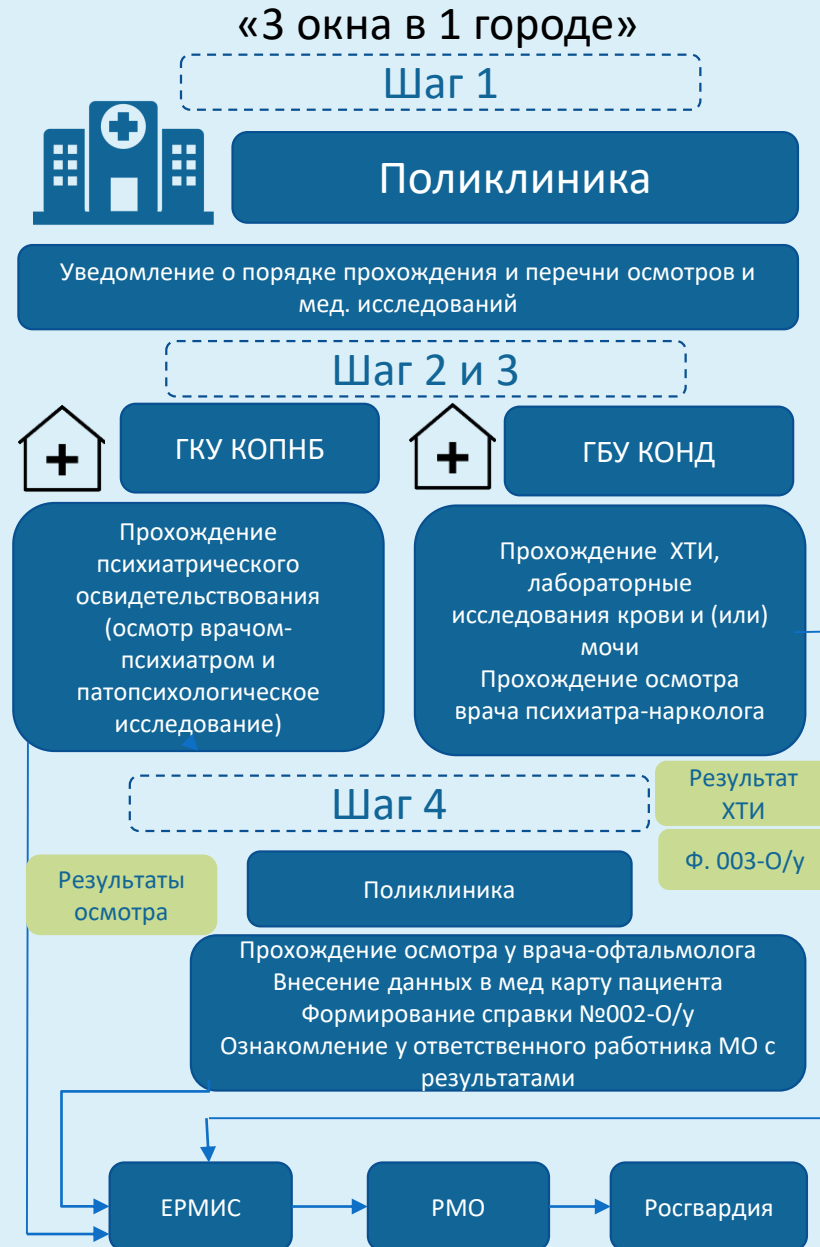 «3 окна в 1 городе»
Шаг 1
Поликлиника
Уведомление о порядке прохождения и перечни осмотров и
мед. исследований
Шаг 2 и 3
ГКУ КОПНБ
ГБУ КОНД
Прохождение
психиатрического
освидетельствования
(осмотр врачом-
психиатром и
патопсихологическое
исследование)
Прохождение ХТИ,
лабораторные
исследования крови и (или)
мочи
Прохождение осмотра
врача психиатра-нарколога
Шаг 4
Результат
ХТИ
Ф. 003-О/у
Результаты
осмотра
Поликлиника
Прохождение осмотра у врача-офтальмолога
Внесение данных в мед карту пациента
Формирование справки №002-О/у
Ознакомление у ответственного работника МО с
результатами
ЕРМИС
РМО
Росгвардия